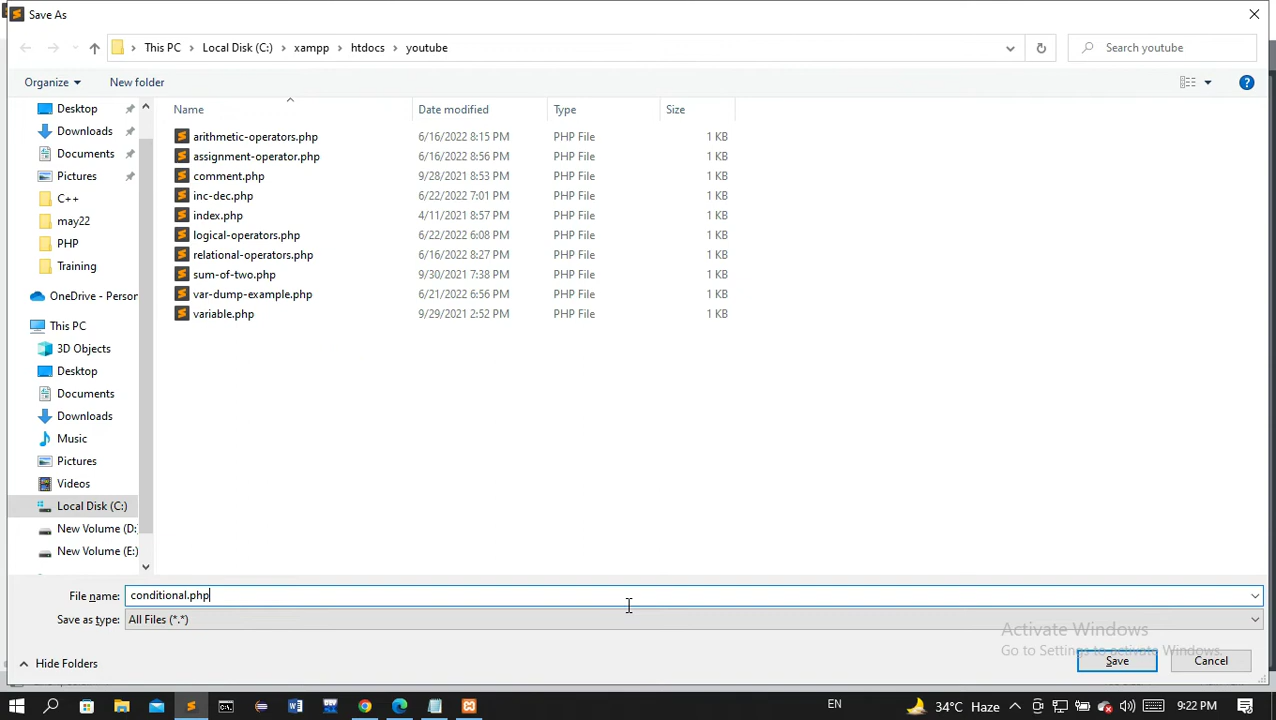 Save As
This PC Local Disk (C:) xampp htdocs youtube
Search youtube
Organize New folder
Name Date modified Type Size
Desktop
Downloads
Documents
Pictures
C++
may22
PHP
Training
OneDrive - Person
This PC
3D Objects
Desktop
Documents
Downloads
Music
Pictures
Videos
Local Disk (C:)
New Volume (D:
New Volume (E:)
arithmetic-operators.php 6/16/2022 8:15 PM PHP File 1 KB
assignment-operator.php 6/16/2022 8:56 PM PHP File 1 KB
comment.php 9/28/2021 8:53 PM PHP File 1 KB
inc-dec.php 6/22/2022 7:01 PM PHP File 1 KB
index.php 4/11/2021 8:57 PM PHP File 1 KB
logical-operators.php 6/22/2022 6:08 PM PHP File 1 KB
relational-operators.php 6/16/2022 8:27 PM PHP File 1 KB
sum-of-two.php 9/30/2021 7:38 PM PHP File 1 KB
var-dump-example.php 6/21/2022 6:56 PM PHP File 1 KB
variable.php 9/29/2021 2:52 PM PHP File 1 KB
File name: conditional.php
Save as type: All Files (*.*)
Activate Windows
Go to Settings to activate Windows.
Hide Folders
Save Cancel
EN 34°C Haze 9:22 PM